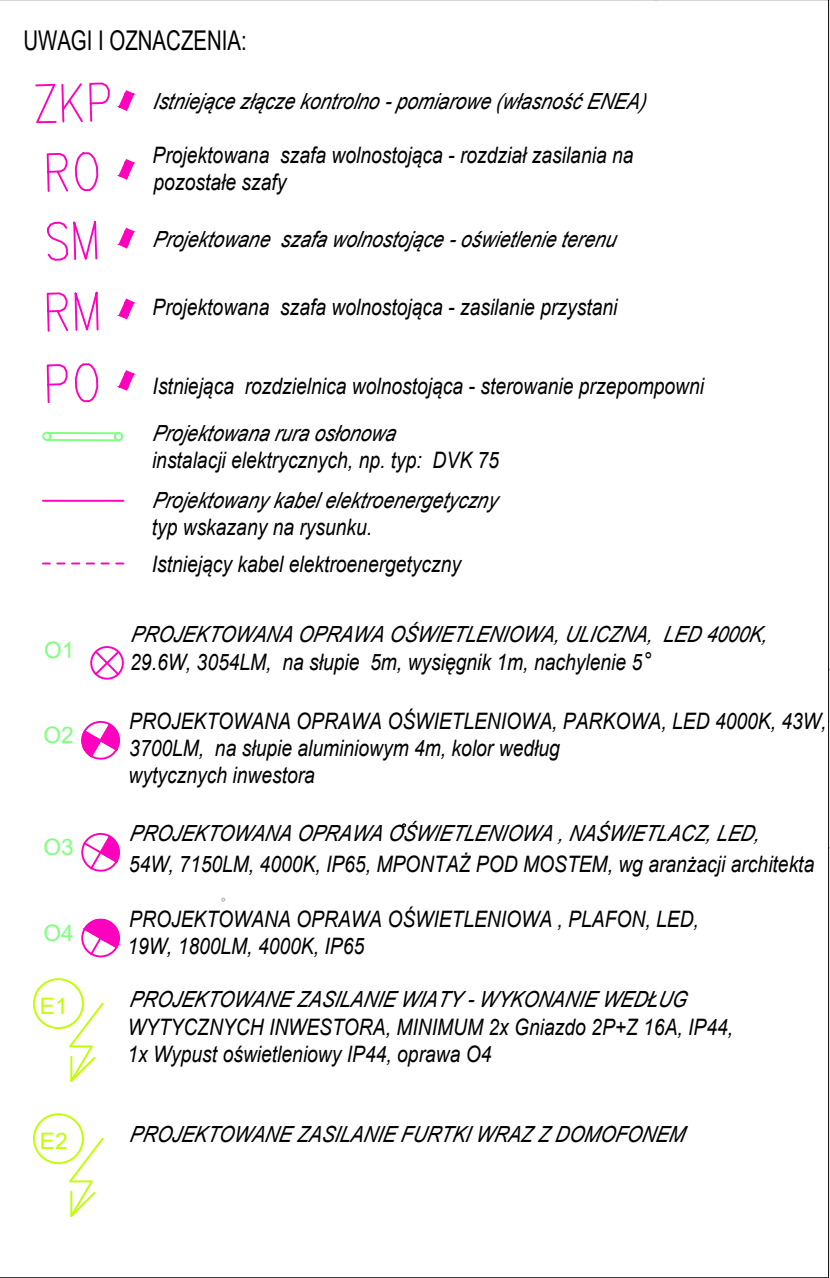 UWAGI I OZNACZENIA:
ZKP Istniejące złącze kontrolno - pomiarowe (własność ENEA)
RO Projektowana szafa wolnostojąca - rozdział zasilania na
pozostałe szafy
SM Projektowane szafa wolnostojące - oświetlenie terenu
RM Projektowana szafa wolnostojąca - zasilanie przystani
PO Istniejąca rozdzielnica wolnostojąca - sterowanie przepompowni
Projektowana rura osłonowa
instalacji elektrycznych, np. typ: DVK 75
Projektowany kabel elektroenergetyczny
typ wskazany na rysunku.
Istniejący kabel elektroenergetyczny
O1 PROJEKTOWANA OPRAWA OŚWIETLENIOWA, ULICZNA, LED 4000K,
29.6W, 3054LM, na słupie 5m, wysięgnik 1m, nachylenie 5°
O2 PROJEKTOWANA OPRAWA OŚWIETLENIOWA, PARKOWA, LED 4000K, 43W,
3700LM, na słupie aluminiowym 4m, kolor według
wytycznych inwestora
O3 PROJEKTOWANA OPRAWA OŚWIETLENIOWA , NAŚWIETLACZ, LED,
54W, 7150LM, 4000K, IP65, MPONTAŻ POD MOSTEM, wg aranżacji architekta
O4 PROJEKTOWANA OPRAWA OŚWIETLENIOWA , PLAFON, LED,
19W, 1800LM, 4000K, IP65
E1 PROJEKTOWANE ZASILANIE WIATY - WYKONANIE WEDŁUG
WYTYCZNYCH INWESTORA, MINIMUM 2x Gniazdo 2P+Z 16A, IP44,
1x Wypust oświetleniowy IP44, oprawa O4
E2 PROJEKTOWANE ZASILANIE FURTKI WRAZ Z DOMOFONEM